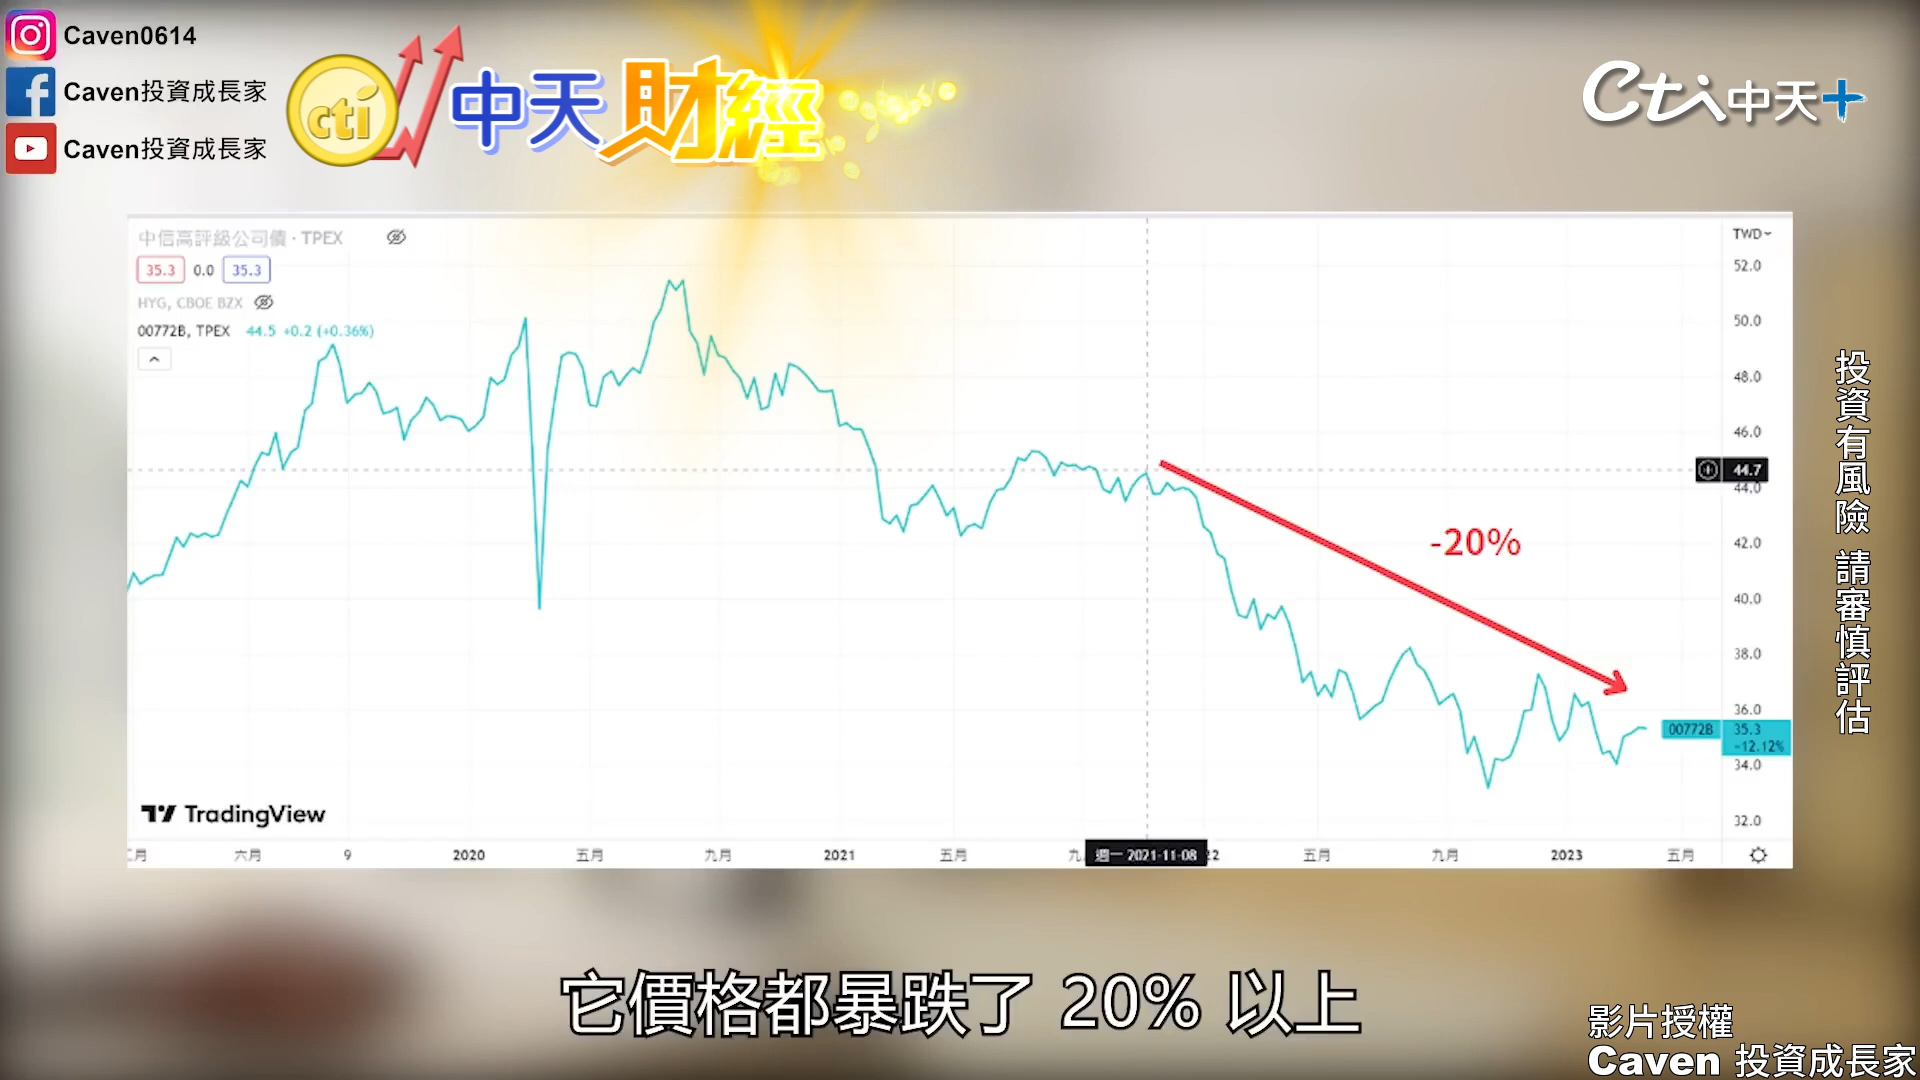 Caven0614
Caven投資成長家
Caven投資成長家
cti
中天財經
Cti中天+
中信高評級公司債 · TPEX
35.3 0.0 35.3
HYG, CBOE BZX
00772B, TPEX 44.5 +0.2 (+0.36%)
TWD
52.0
50.0
48.0
46.0
44.7
44.0
42.0
40.0
38.0
36.0
00772B 35.3
-12.12%
34.0
32.0
-20%
TradingView
二月 六月 9 2020 五月 九月 2021 五月 九 週一 2021-11-08 22 五月 九月 2023 五月
投資有風險 請審慎評估
它價格都暴跌了 20% 以上
影片授權
Caven 投資成長家